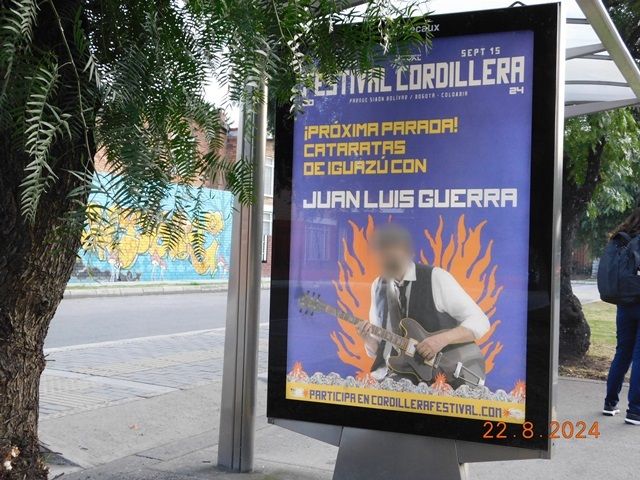 FESTIVAL CORDILLERA
SEPT 15
24
PARQUE SIMÓN BOLÍVAR / BOGOTÁ - COLOMBIA
¡PRÓXIMA PARADA!
CATARATAS
DE IGUAZÚ CON
JUAN LUIS GUERRA
PARTICIPA EN CORDILLERAFESTIVAL.COM
22.8.2024